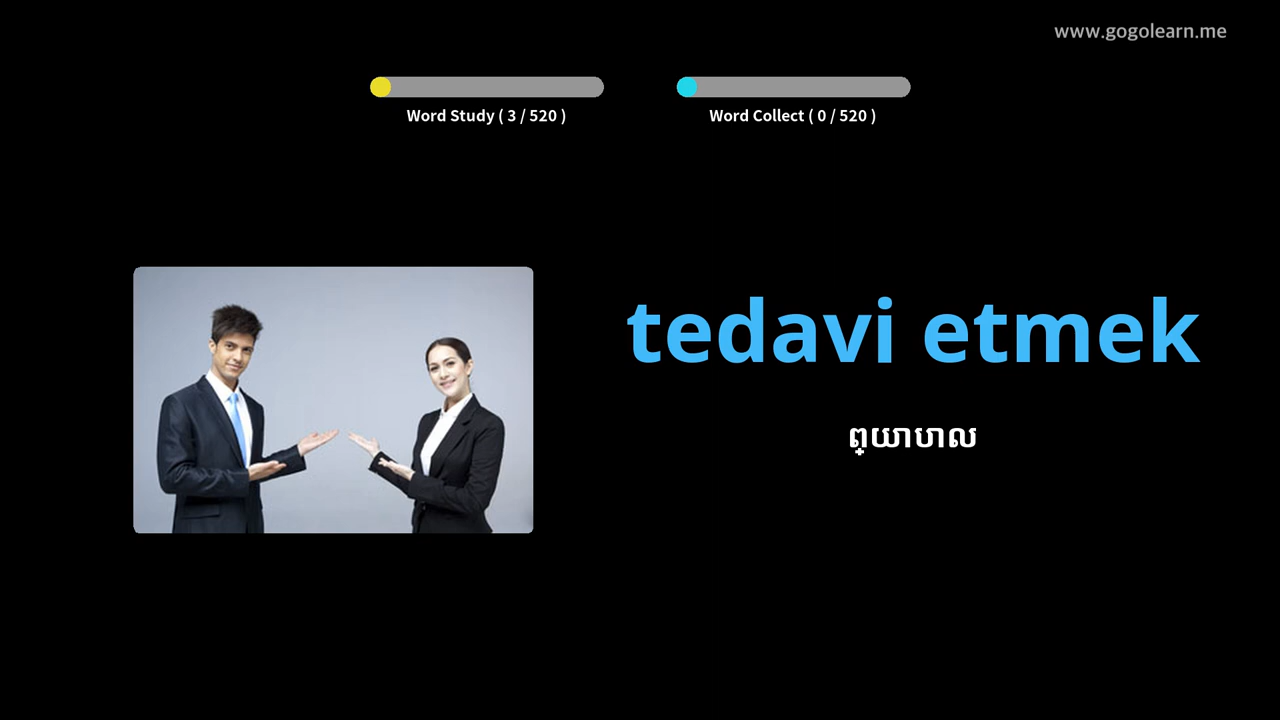 www.gogolearn.me
Word Study ( 3 / 520 )
Word Collect ( 0 / 520 )
tedavi etmek
ព្យាបាល